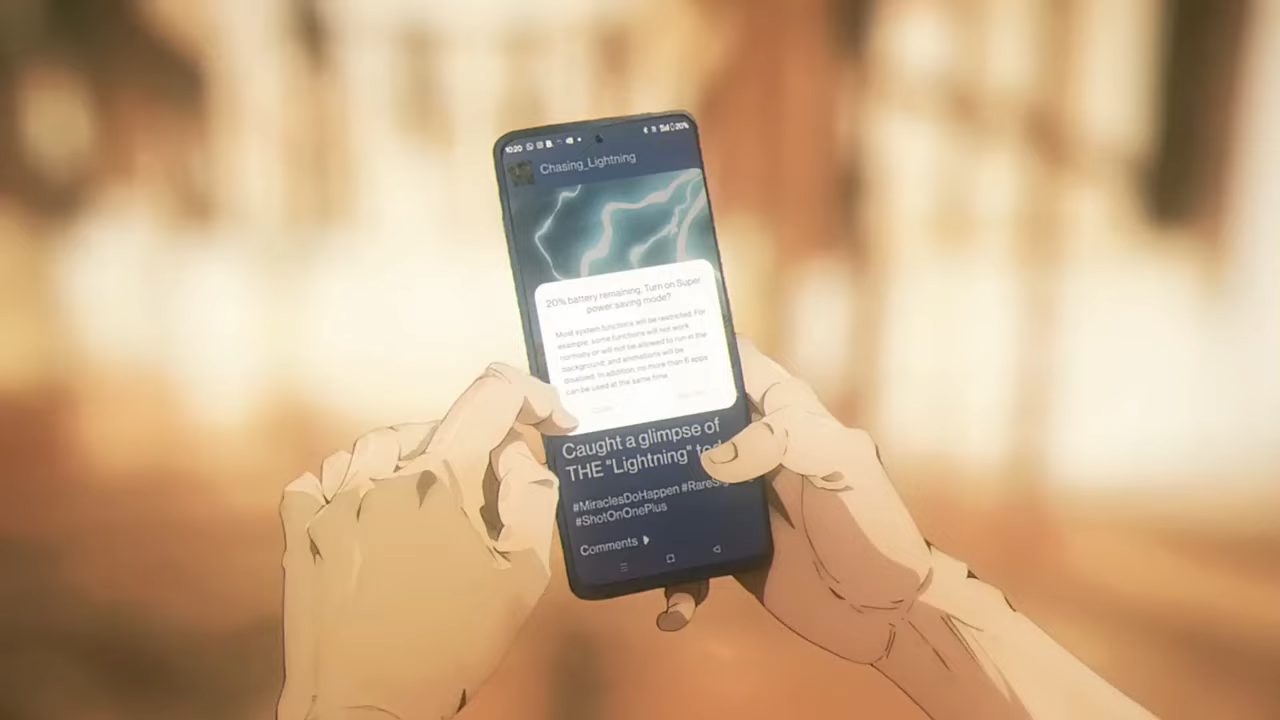 10:20
20%
Chasing_Lightning
20% battery remaining. Turn on Super
power saving mode?
Most system functions will be restricted. For
example, some functions will not work
normally or will not be allowed to run in the
background, and animations will be
disabled. In addition, no more than 6 apps
can be used at the same time.
Caught a glimpse of
THE "Lightning"
#MiraclesDoHappen
#ShotOnOnePlus
Comments